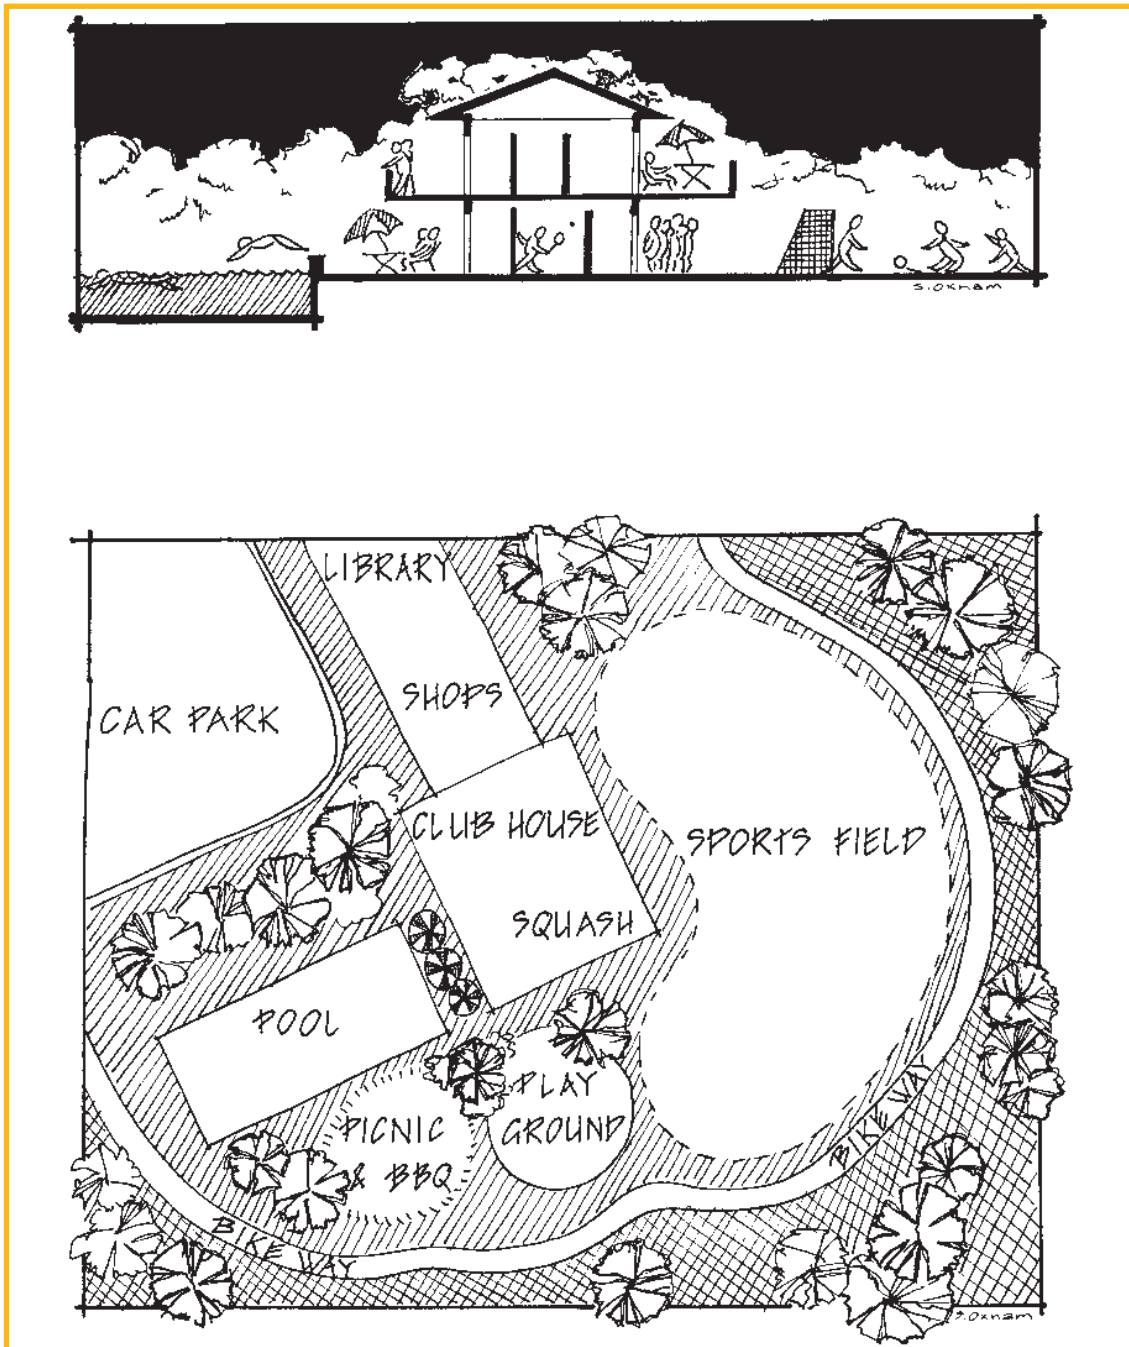 S.OXNAM
LIBRARY
SHOPS
CAR PARK
CLUB HOUSE
SPORTS FIELD
SQUASH
POOL
PLAY
GROUND
PICNIC
& BBQ
BIKE WAY
BIKE WAY
S.OXNAM